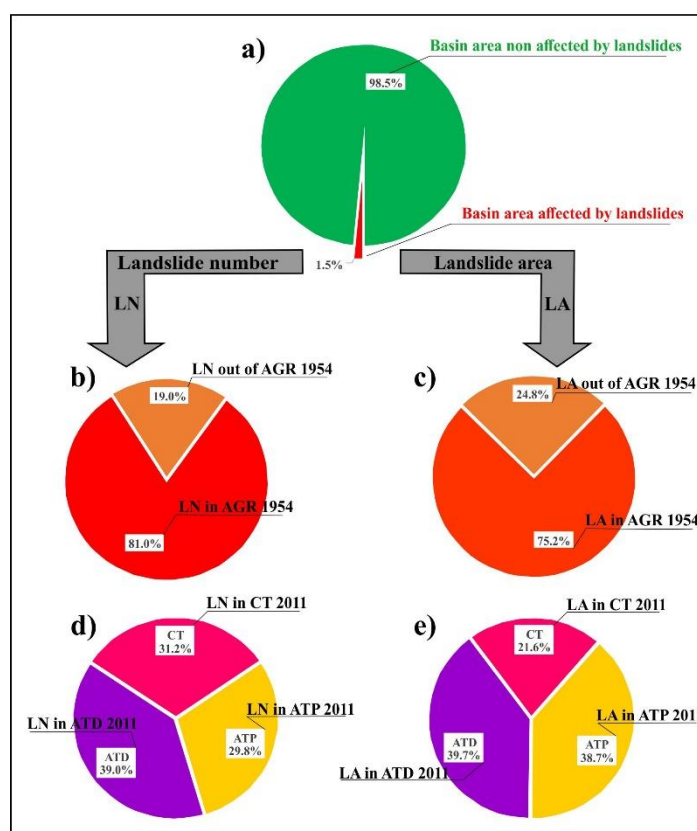 a)
Basin area non affected by landslides
98.5%
Basin area affected by landslides
1.5%
Landslide number
LN
Landslide area
LA
b)
LN out of AGR 1954
19.0%
LN in AGR 1954
81.0%
c)
LA out of AGR 1954
24.8%
LA in AGR 1954
75.2%
d)
LN in CT 2011
CT
31.2%
LN in ATP 2011
ATP
29.8%
LN in ATD 2011
ATD
39.0%
e)
LA in CT 2011
CT
21.6%
LA in ATP 201
ATP
38.7%
ATD
39.7%
LA in ATD 2011